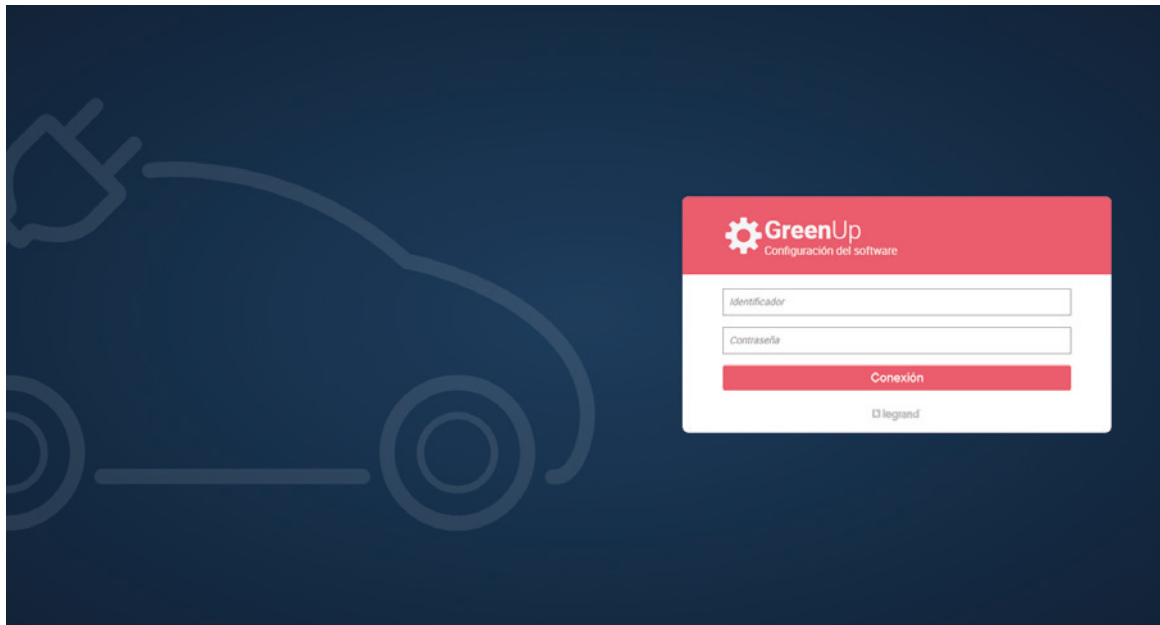 GreenUp
Configuración del software
Identificador
Contraseña
Conexión
legrand